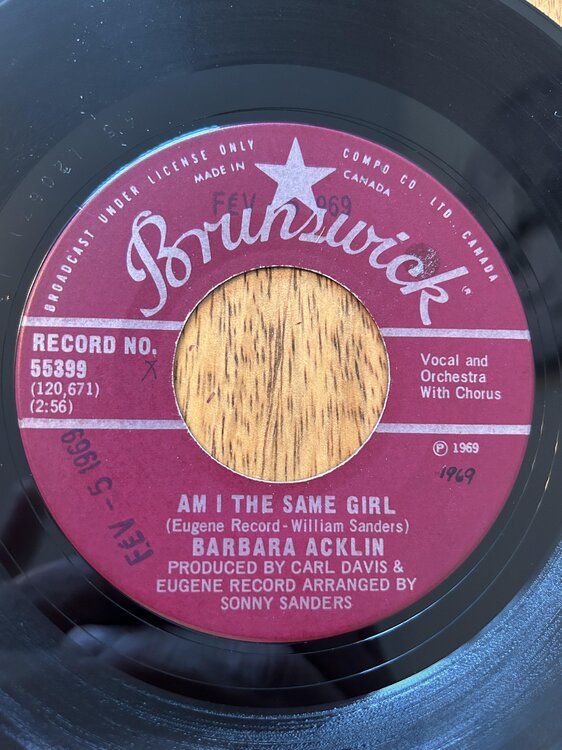 BROADCAST UNDER LICENSE ONLY
COMPO CO. LTD., CANADA
MADE IN CANADA
FEV 1969
Brunswick®
RECORD NO.
55399
(120,671)
(2:56)
X
Vocal and
Orchestra
With Chorus
℗ 1969
1969
FEV - 5 1969
AM I THE SAME GIRL
(Eugene Record - William Sanders)
BARBARA ACKLIN
PRODUCED BY CARL DAVIS &
EUGENE RECORD ARRANGED BY
SONNY SANDERS